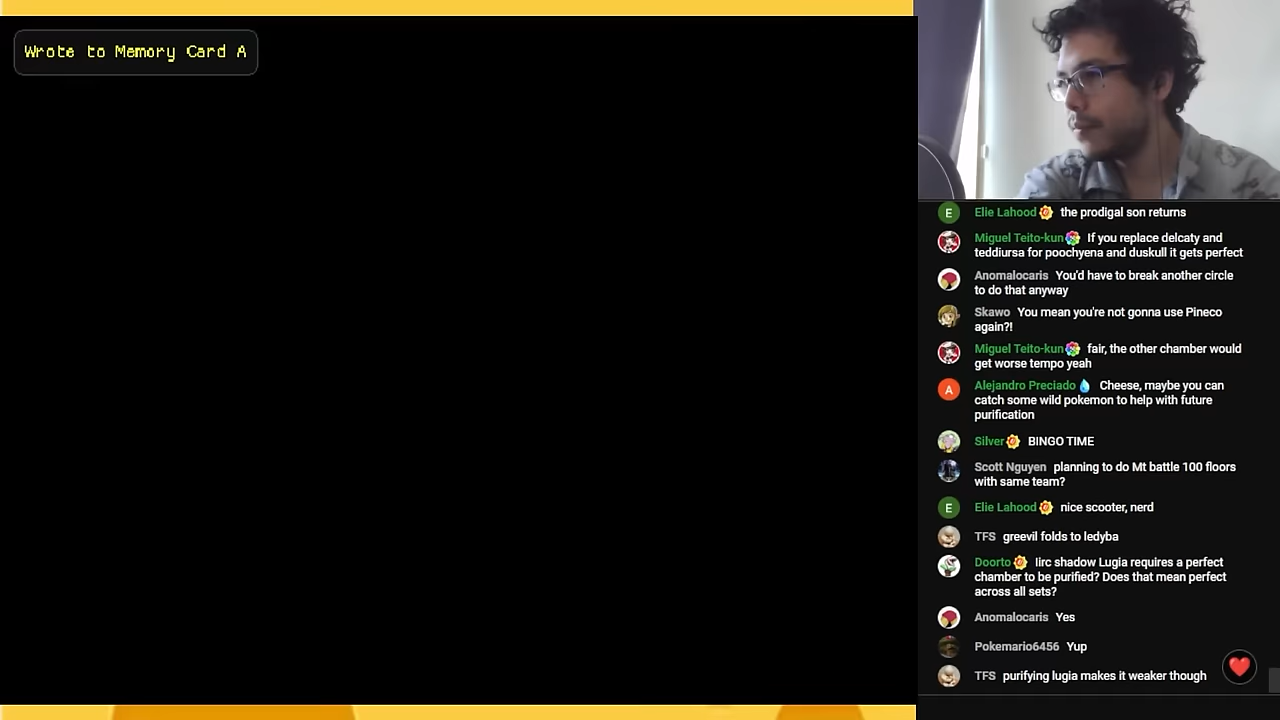 Wrote to Memory Card A
E Elie Lahood the prodigal son returns
Miguel Teito-kun If you replace delcaty and
teddiursa for poochyena and duskull it gets perfect
Anomalocaris You'd have to break another circle
to do that anyway
Skawo You mean you're not gonna use Pineco
again?!
Miguel Teito-kun fair, the other chamber would
get worse tempo yeah
A Alejandro Preciado Cheese, maybe you can
catch some wild pokemon to help with future
purification
Silver BINGO TIME
Scott Nguyen planning to do Mt battle 100 floors
with same team?
E Elie Lahood nice scooter, nerd
TFS greevil folds to ledyba
Doorto Iirc shadow Lugia requires a perfect
chamber to be purified? Does that mean perfect
across all sets?
Anomalocaris Yes
Pokemario6456 Yup
TFS purifying lugia makes it weaker though